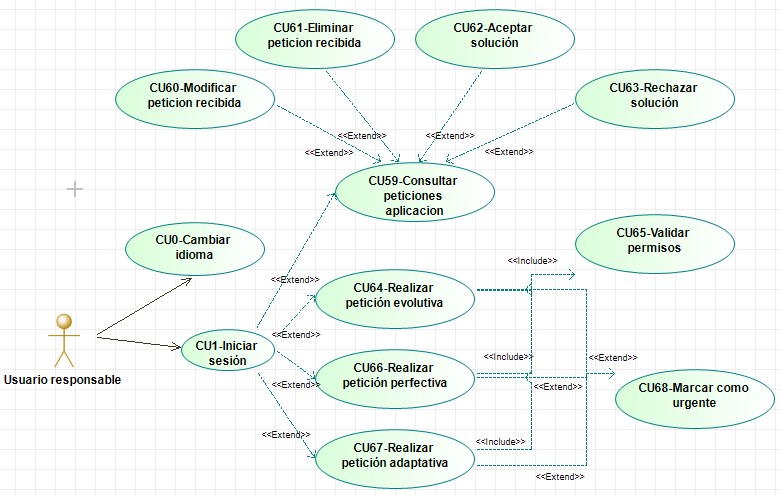 CU61-Eliminar
peticion recibida
CU62-Aceptar
solución
CU60-Modificar
peticion recibida
CU63-Rechazar
solución
<<Extend>>
<<Extend>>
<<Extend>>
<<Extend>>
CU59-Consultar
peticiones
aplicacion
CU0-Cambiar
idioma
CU65-Validar
permisos
<<Include>>
<<Extend>>
CU64-Realizar
petición evolutiva
<<Extend>>
CU1-Iniciar
sesión
Usuario responsable
<<Include>>
<<Extend>>
CU66-Realizar
petición perfectiva
<<Extend>>
<<Extend>>
CU68-Marcar como
urgente
<<Extend>>
CU67-Realizar
petición adaptativa
<<Include>>
<<Extend>>